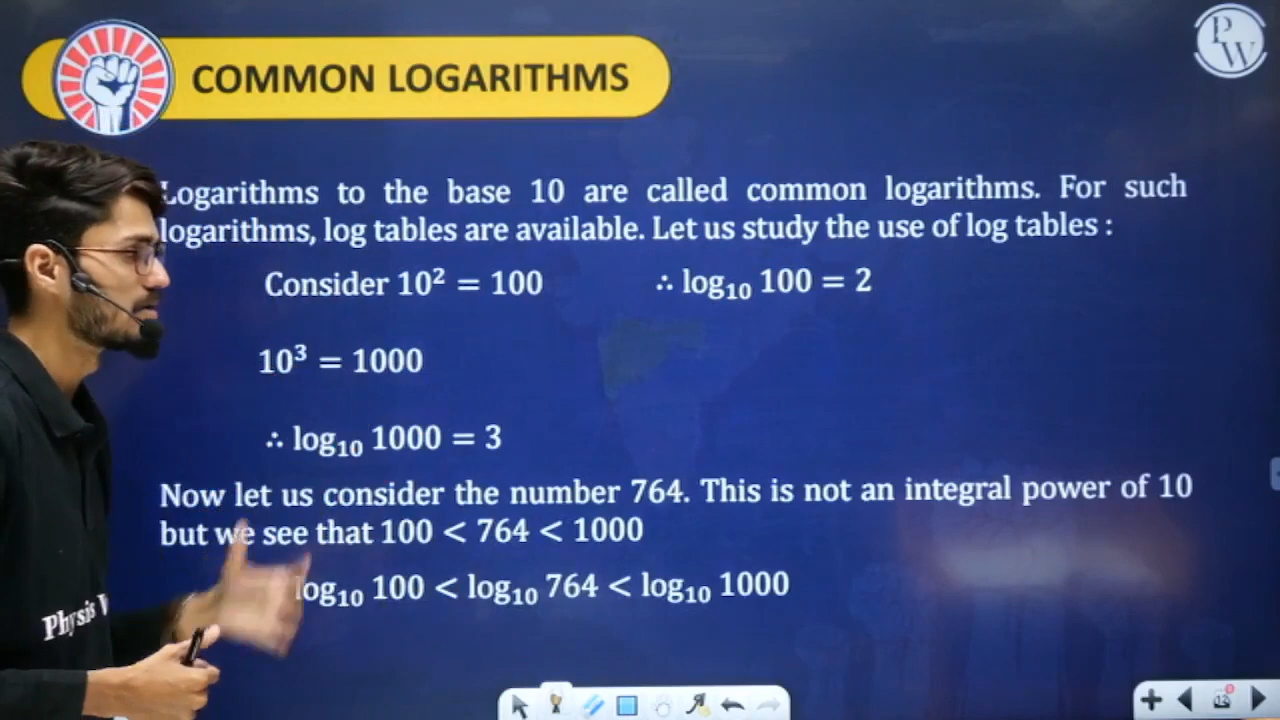 COMMON LOGARITHMS
PW
Logarithms to the base 10 are called common logarithms. For such
logarithms, log tables are available. Let us study the use of log tables :
Consider 10² = 100 ∴ log₁₀ 100 = 2
10³ = 1000
∴ log₁₀ 1000 = 3
Now let us consider the number 764. This is not an integral power of 10
but we see that 100 < 764 < 1000
log₁₀ 100 < log₁₀ 764 < log₁₀ 1000
Physis W
12